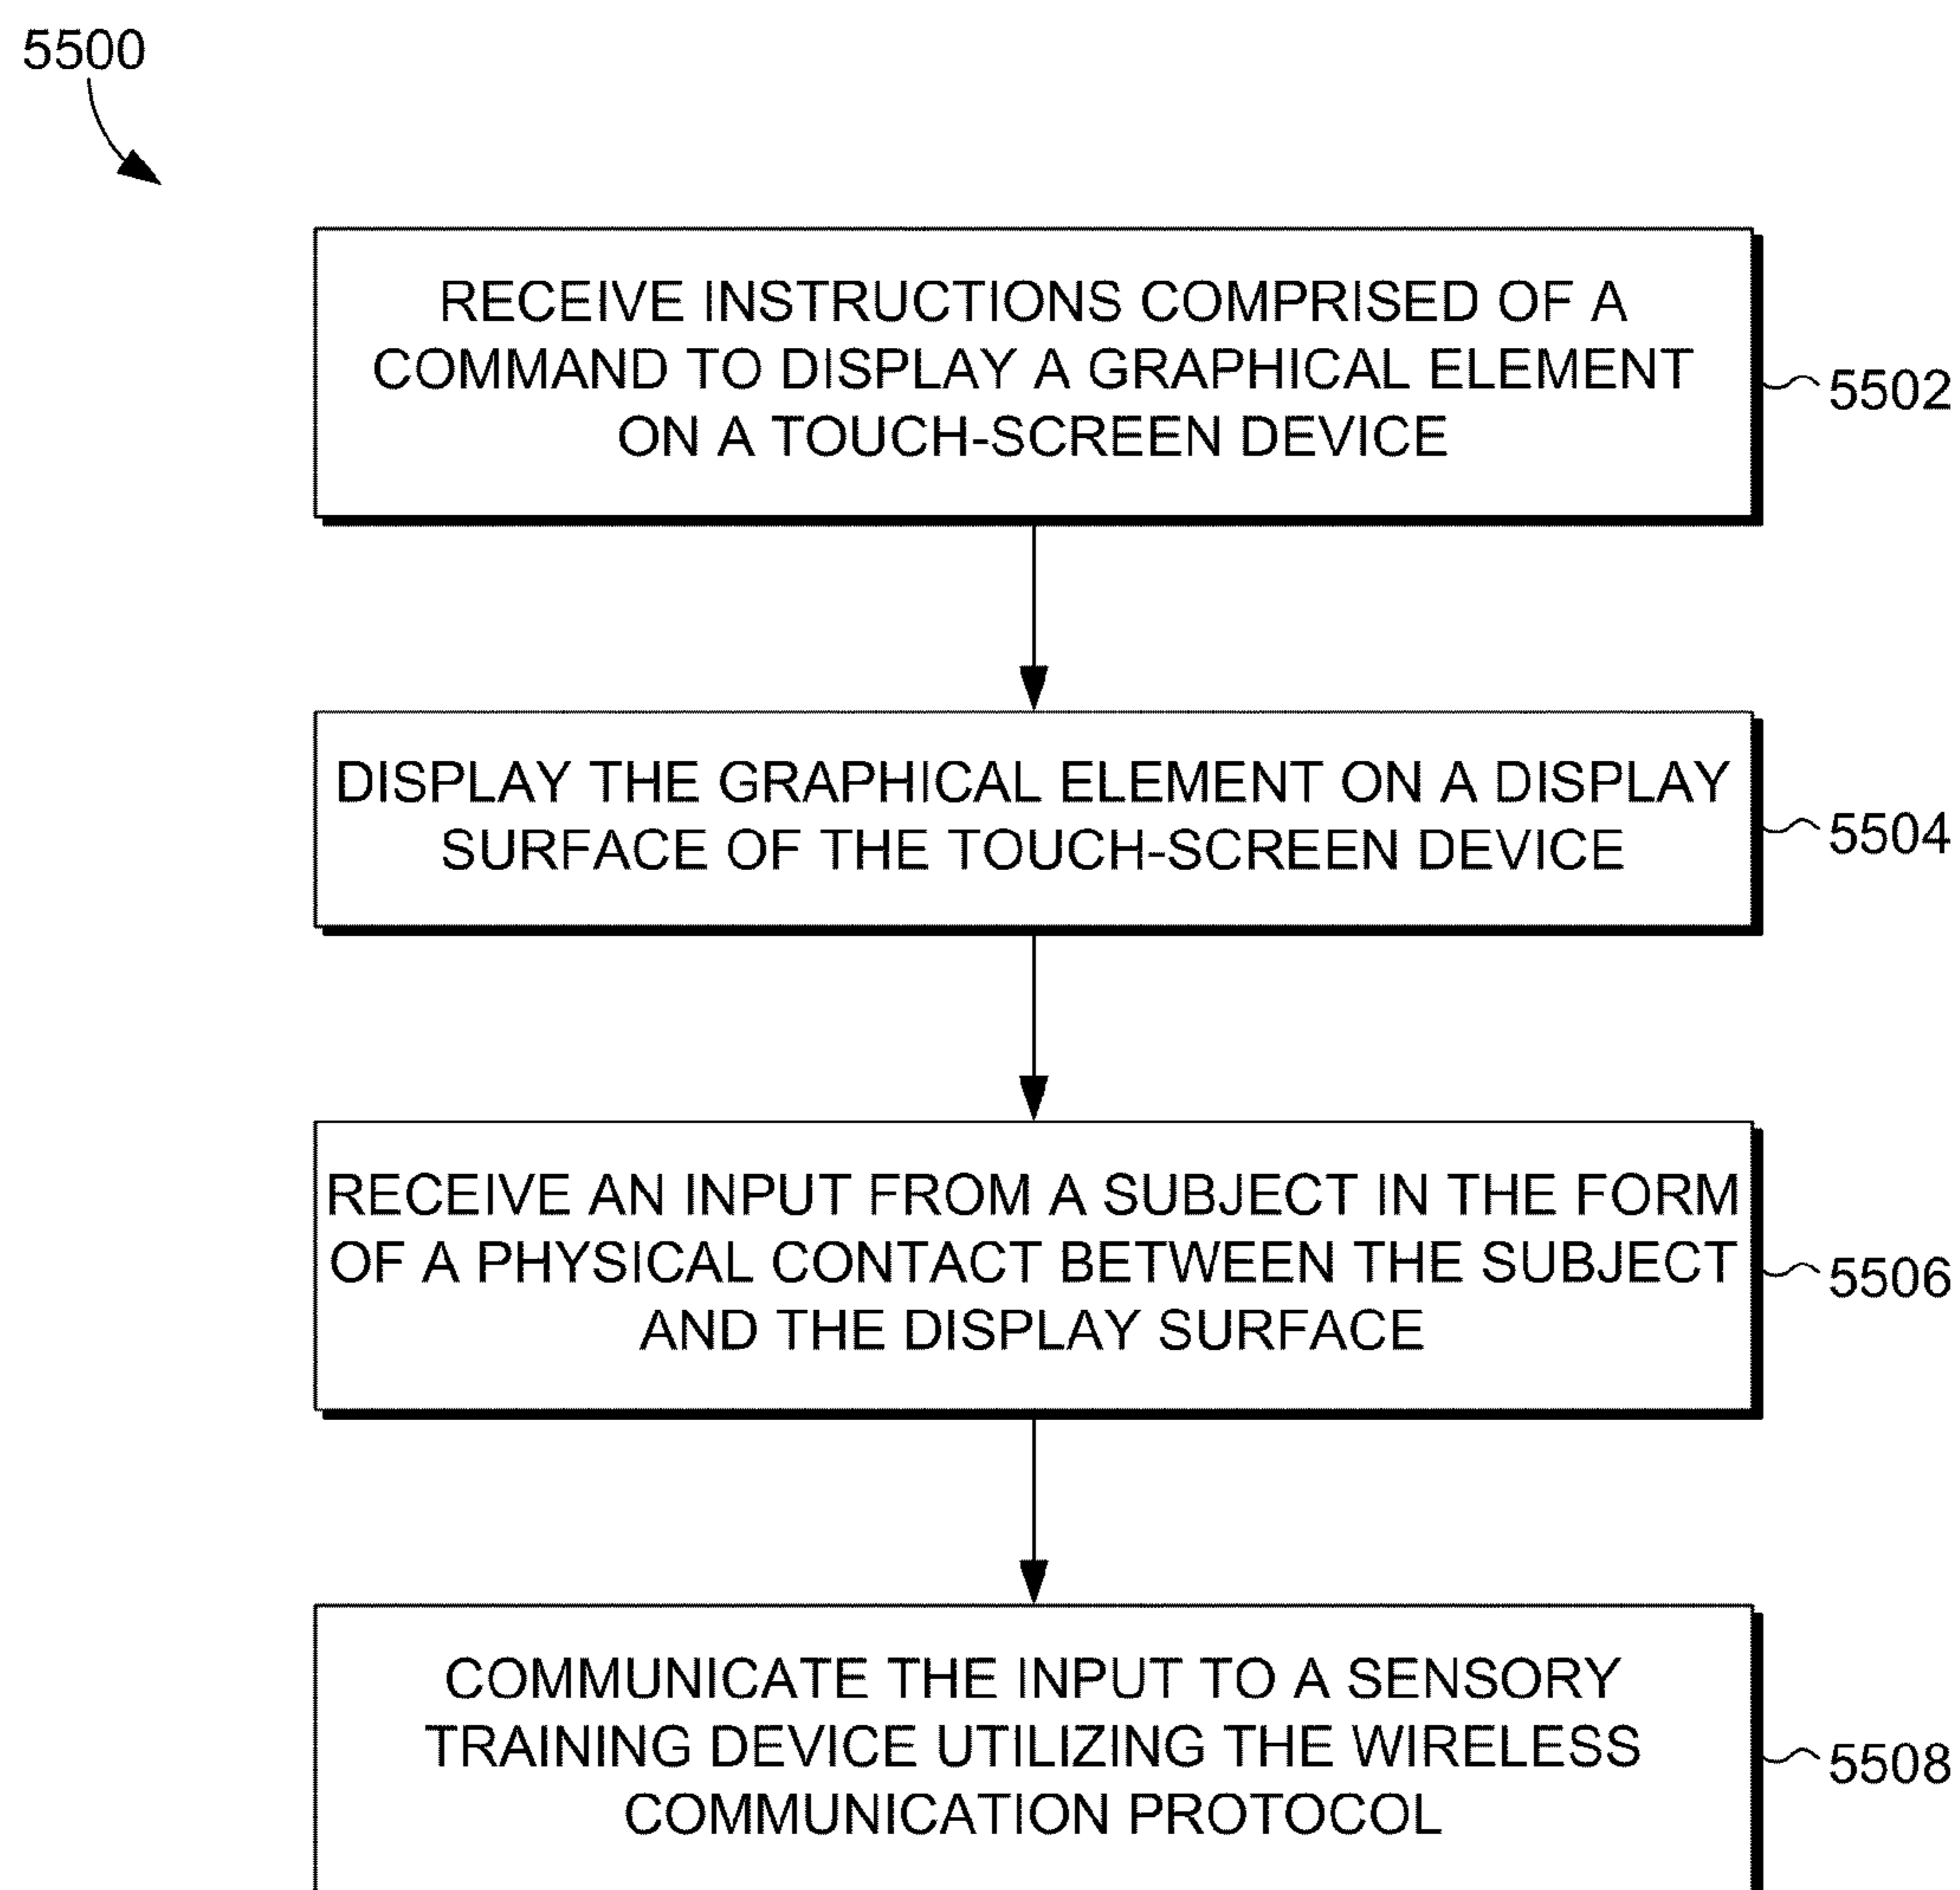 5500
RECEIVE INSTRUCTIONS COMPRISED OF A
COMMAND TO DISPLAY A GRAPHICAL ELEMENT
ON A TOUCH-SCREEN DEVICE
5502
DISPLAY THE GRAPHICAL ELEMENT ON A DISPLAY
SURFACE OF THE TOUCH-SCREEN DEVICE
5504
RECEIVE AN INPUT FROM A SUBJECT IN THE FORM
OF A PHYSICAL CONTACT BETWEEN THE SUBJECT
AND THE DISPLAY SURFACE
5506
COMMUNICATE THE INPUT TO A SENSORY
TRAINING DEVICE UTILIZING THE WIRELESS
COMMUNICATION PROTOCOL
5508